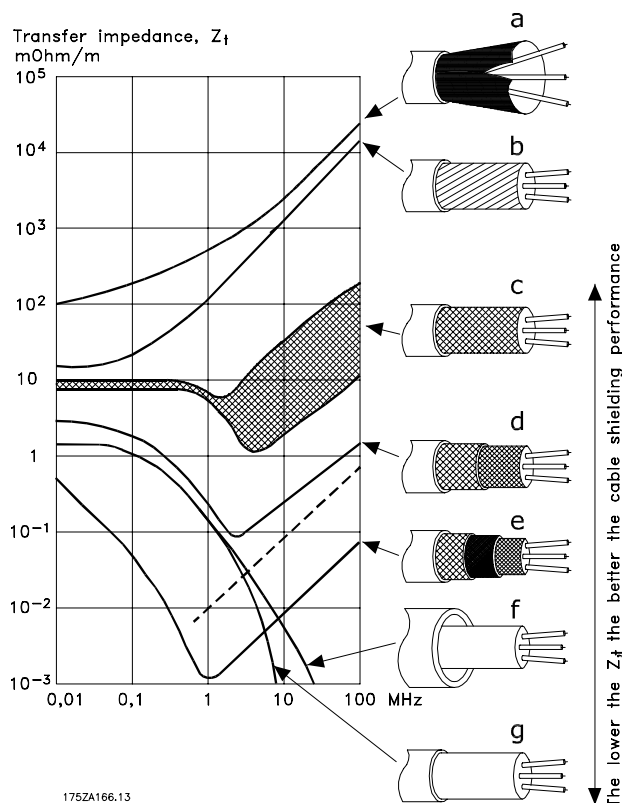 Transfer impedance, Zt
mOhm/m
10⁵
10⁴
10³
10²
10
1
10⁻¹
10⁻²
10⁻³
0,01
0,1
1
10
100 MHz
a
b
c
d
e
f
g
The lower the Zt the better the cable shielding performance
175ZA166.13